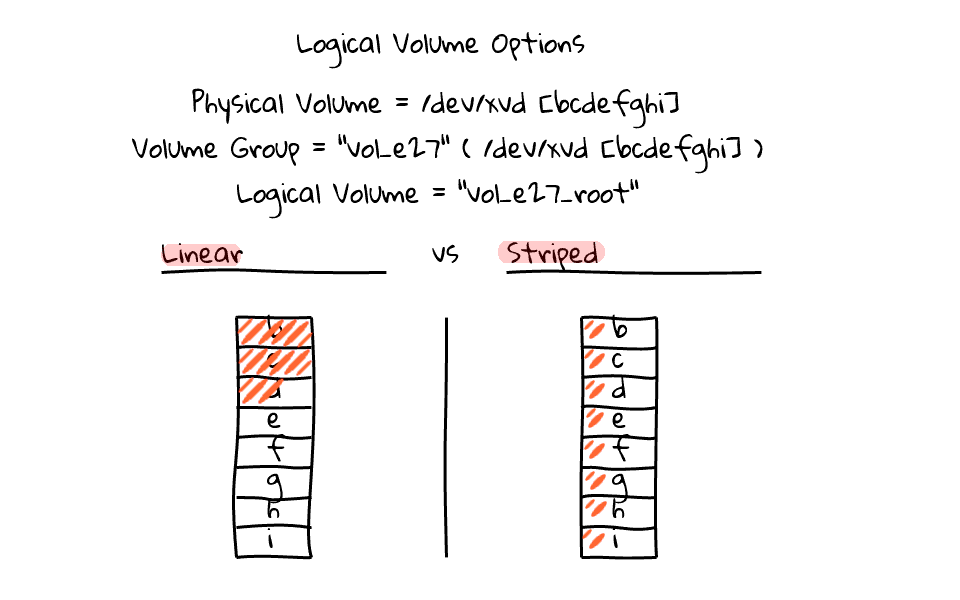 Logical Volume Options
Physical Volume = /dev/xvd [bcdefghi]
Volume Group = "vol_e27" ( /dev/xvd [bcdefghi] )
Logical Volume = "vol_e27_root"
Linear vs Striped
b b
c c
d d
e e
f f
g g
h h
i i